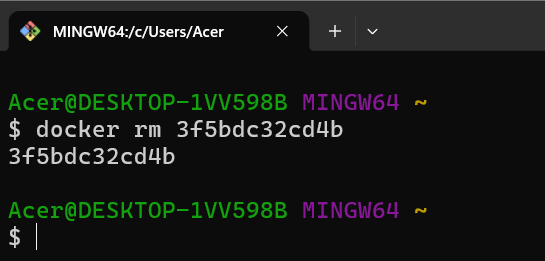 MINGW64:/c/Users/Acer
Acer@DESKTOP-1VV598B MINGW64 ~
$ docker rm 3f5bdc32cd4b
3f5bdc32cd4b
Acer@DESKTOP-1VV598B MINGW64 ~
$